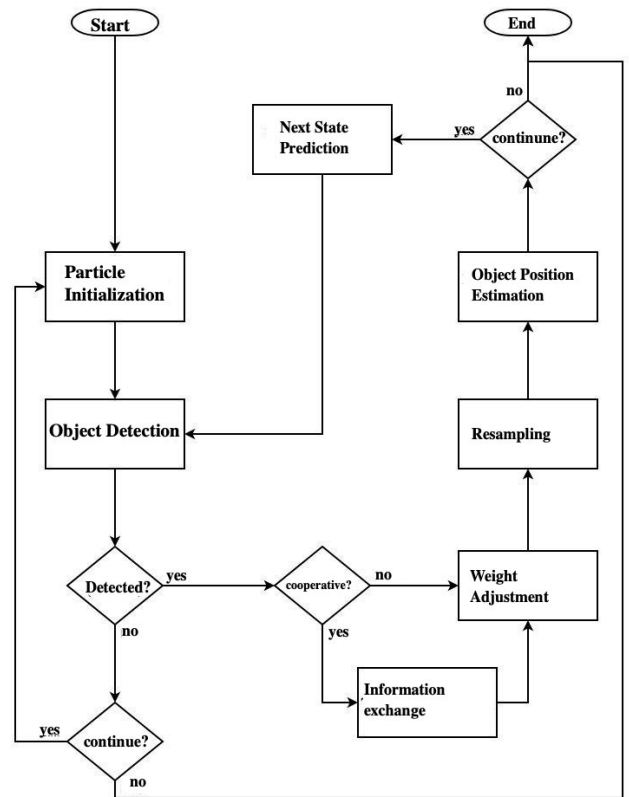 Start
End
no
continune?
yes
Next State
Prediction
Particle
Initialization
Object Position
Estimation
Object Detection
Resampling
Detected?
yes
no
cooperative?
no
yes
Weight
Adjustment
Information
exchange
continue?
yes
no